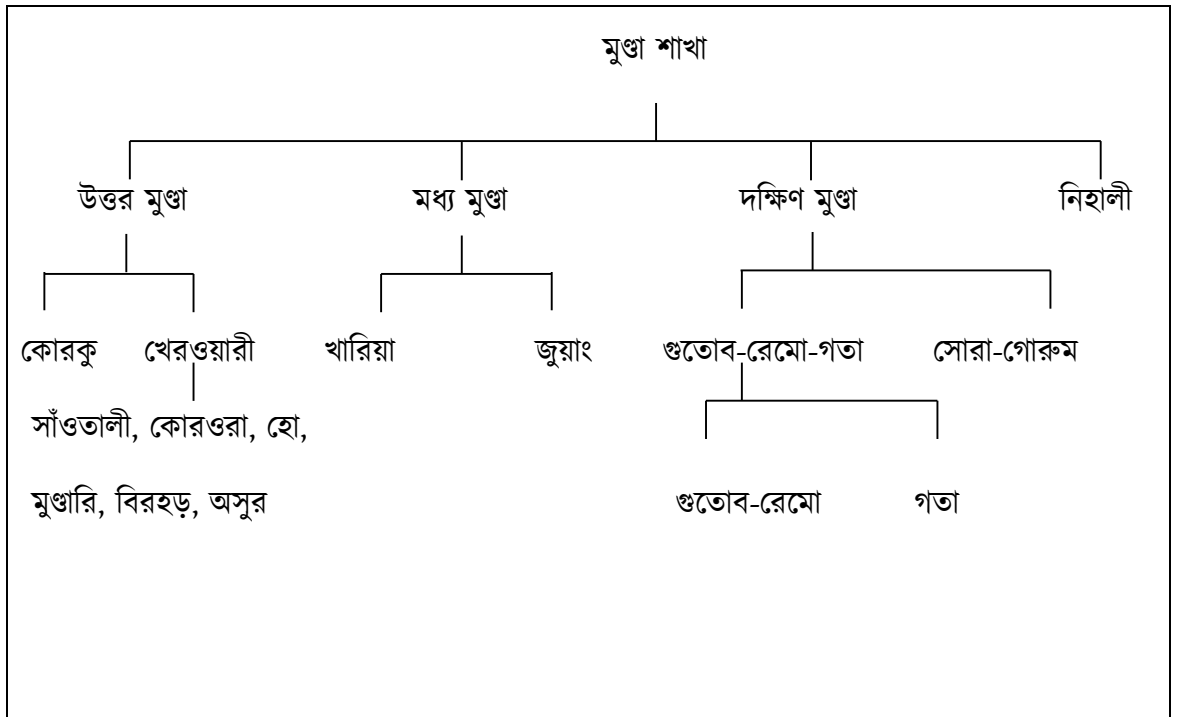 মুণ্ডা শাখা
উত্তর মুণ্ডা মধ্য মুণ্ডা দক্ষিণ মুণ্ডা নিহালী
কোরকু খেরওয়ারী খারিয়া জুয়াং গুতোব-রেমো-গতা সোরা-গোরুম
সাঁওতালী, কোরওরা, হো,
মুণ্ডারি, বিরহড়, অসুর গুতোব-রেমো গতা